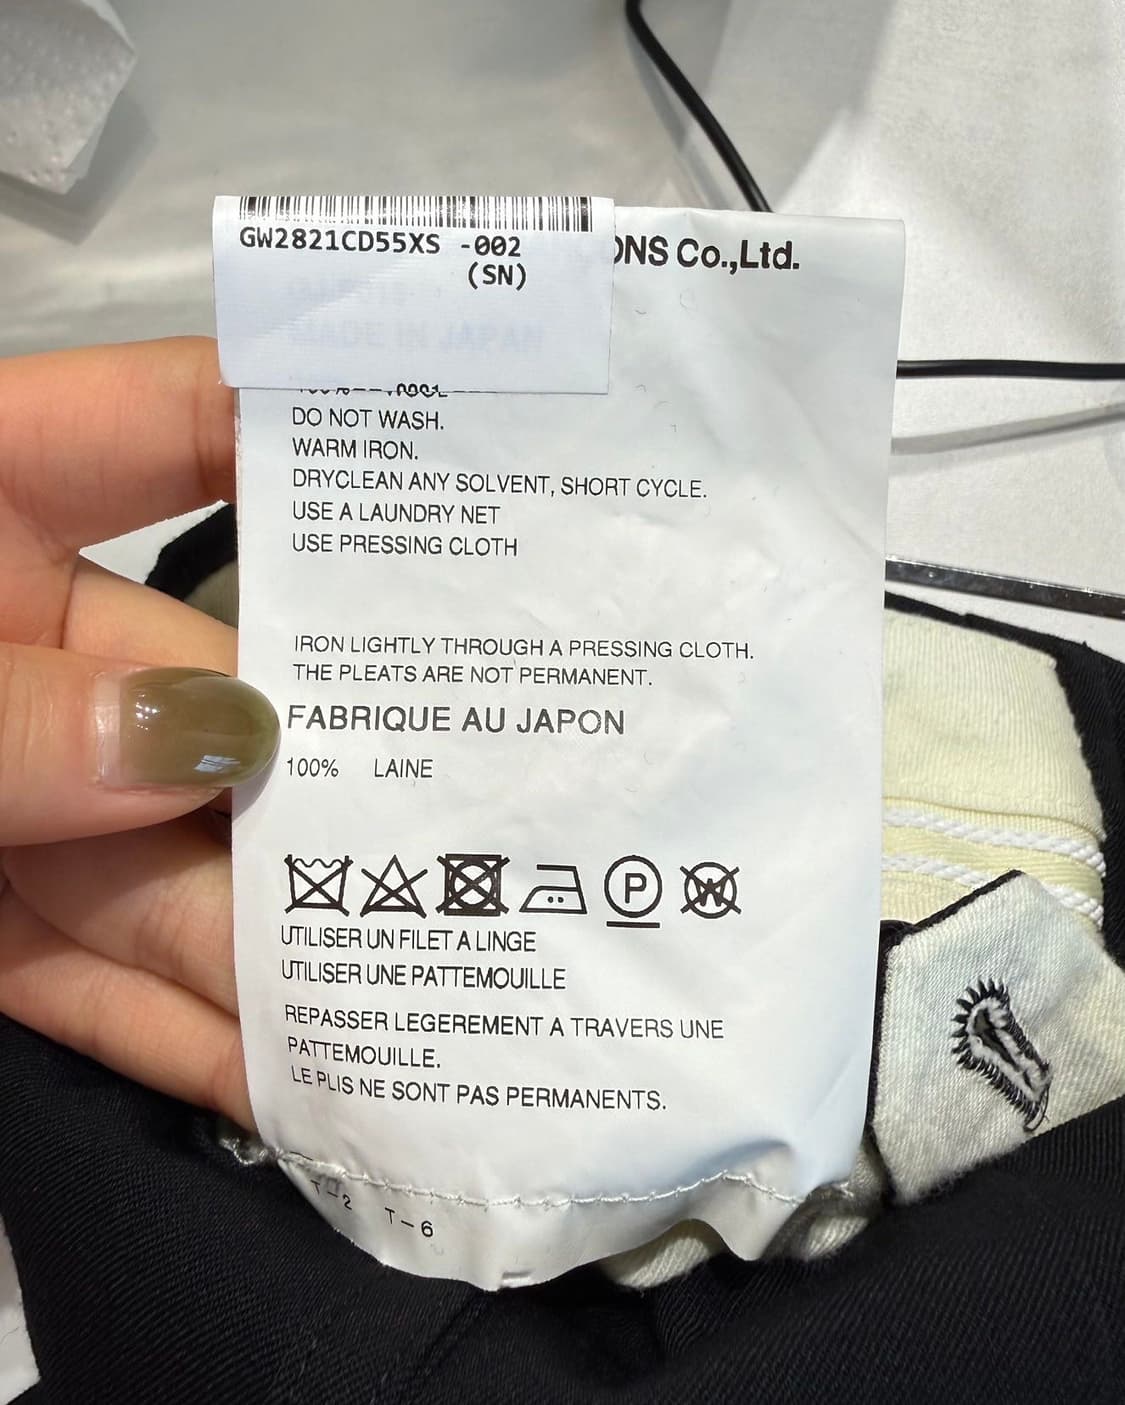 GW2821CD55XS -002
(SN)
ONS Co.,Ltd.
MADE IN JAPAN
DO NOT WASH.
WARM IRON.
DRYCLEAN ANY SOLVENT, SHORT CYCLE.
USE A LAUNDRY NET
USE PRESSING CLOTH
IRON LIGHTLY THROUGH A PRESSING CLOTH.
THE PLEATS ARE NOT PERMANENT.
FABRIQUE AU JAPON
100% LAINE
P
W
UTILISER UN FILET A LINGE
UTILISER UNE PATTEMOUILLE
REPASSER LEGEREMENT A TRAVERS UNE
PATTEMOUILLE.
LE PLIS NE SONT PAS PERMANENTS.
T-2 T-6